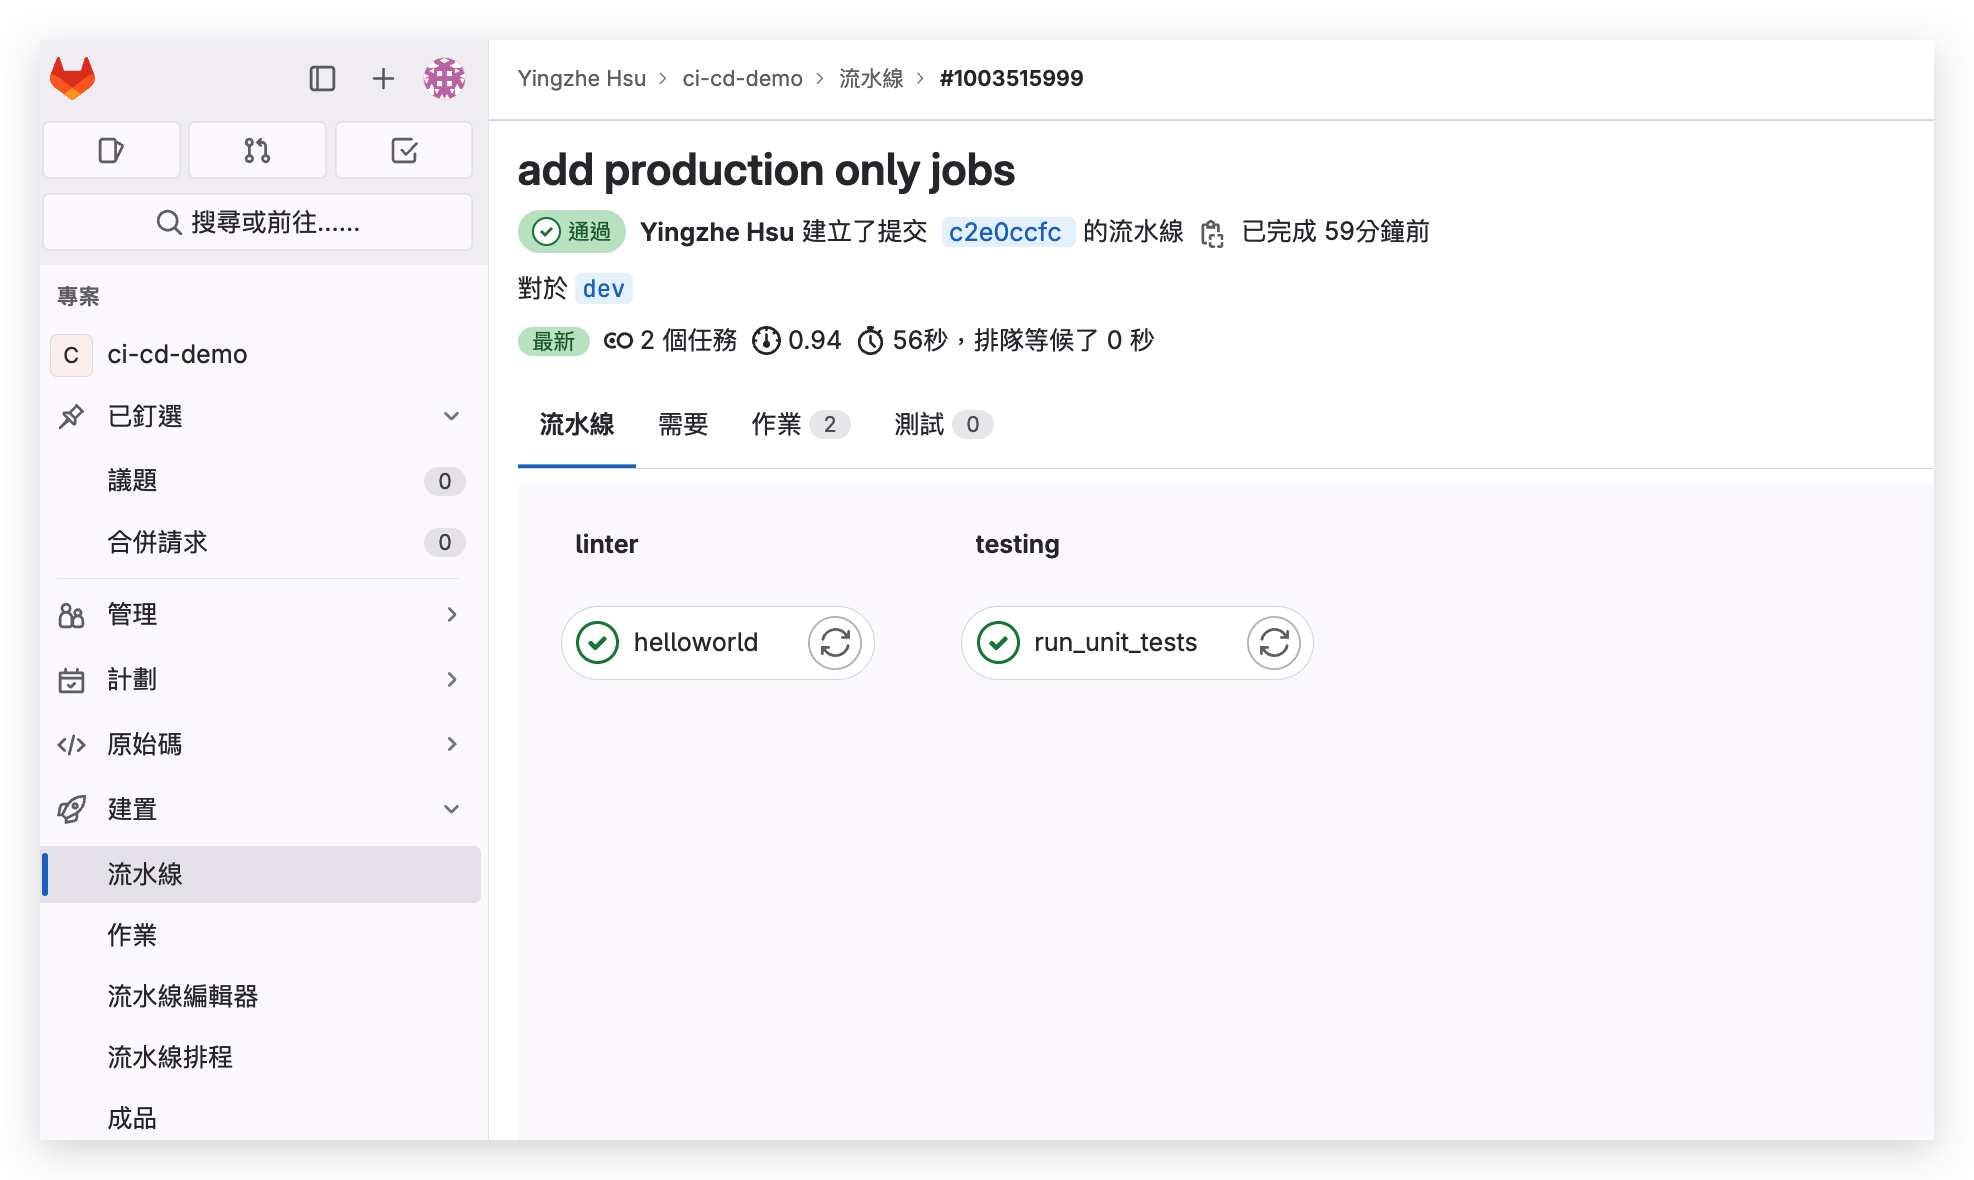 搜尋或前往......
專案
C ci-cd-demo
已釘選
議題 0
合併請求 0
管理
計劃
原始碼
建置
流水線
作業
流水線編輯器
流水線排程
成品
Yingzhe Hsu > ci-cd-demo > 流水線 > #1003515999
add production only jobs
通過 Yingzhe Hsu 建立了提交 c2e0ccfc 的流水線 已完成 59分鐘前
對於 dev
最新 2 個任務 0.94 56秒，排隊等候了 0 秒
流水線 需要 作業 2 測試 0
linter testing
helloworld run_unit_tests